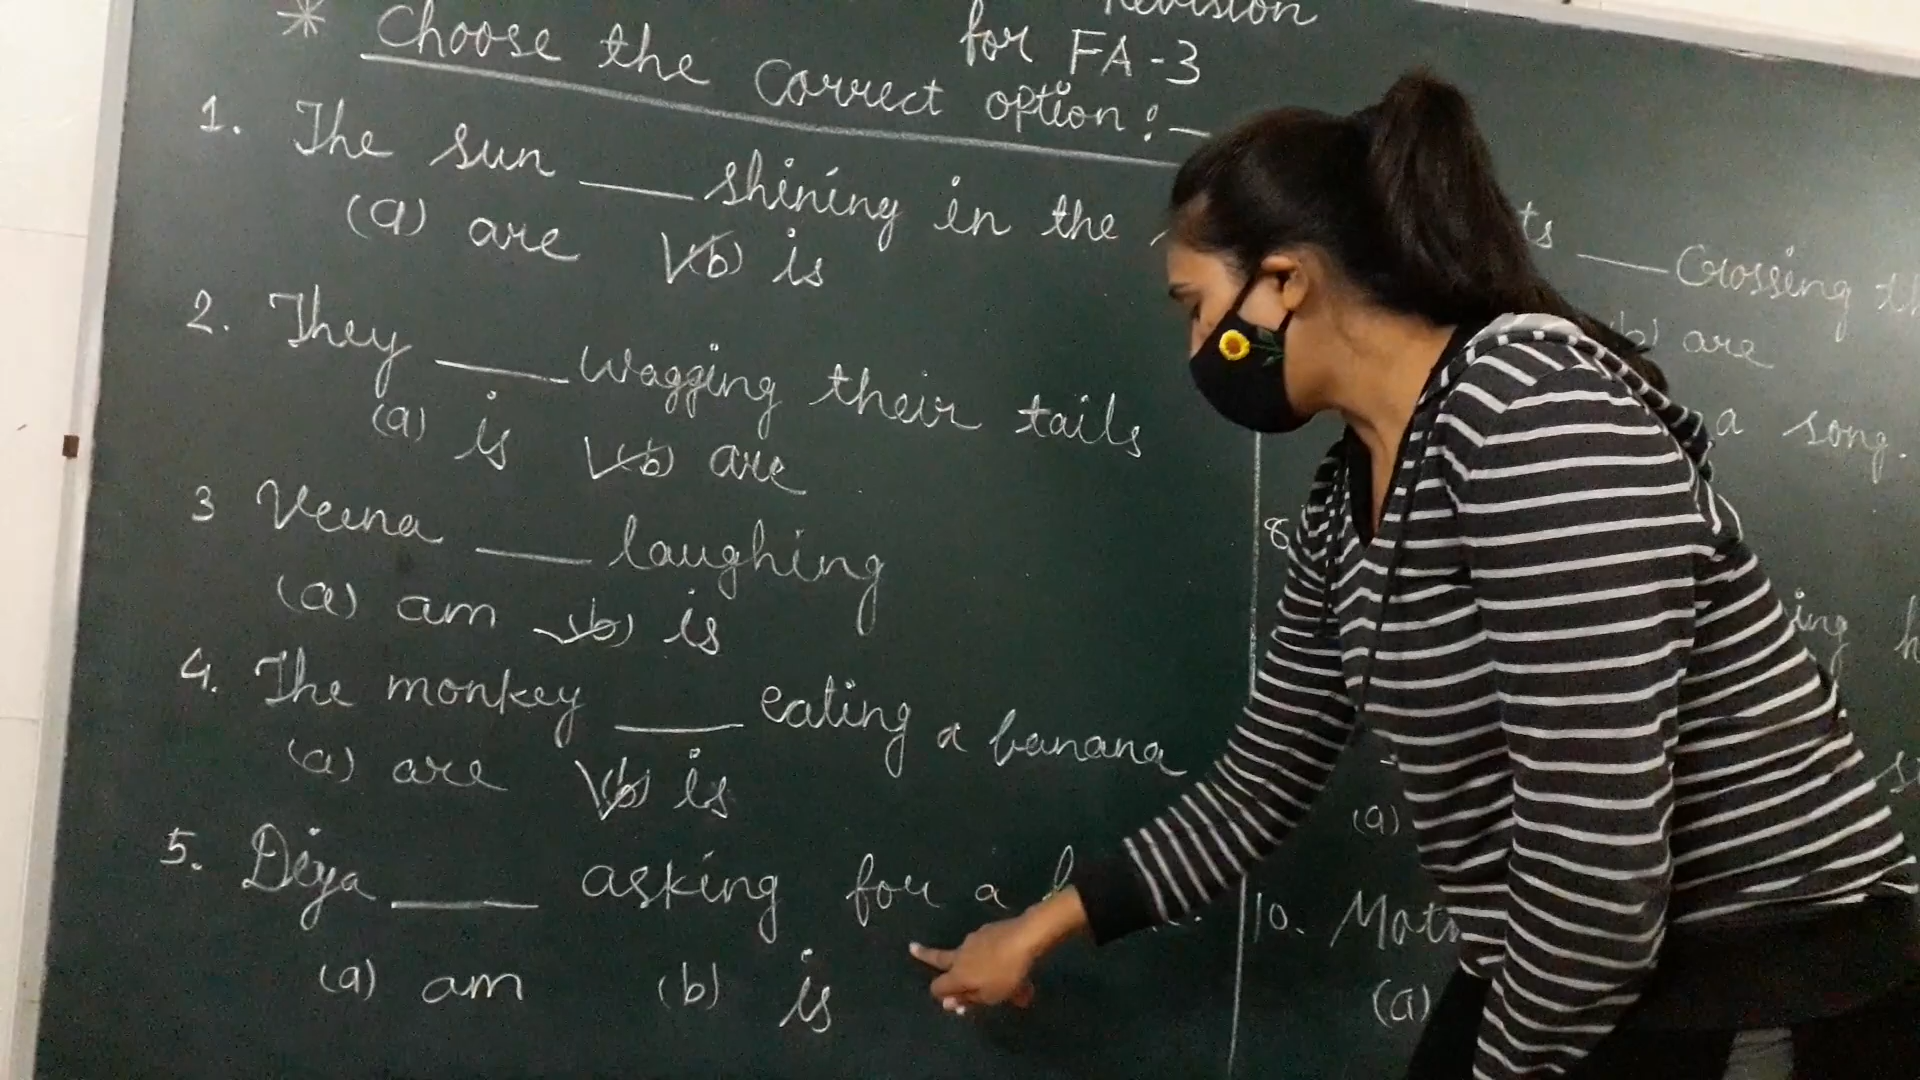 Revision
for FA-3
* Choose the Correct option:-
1. The sun ___ shining in the
(a) are (b) is
2. They ___ wagging their tails
(a) is (b) are
3 Veena ___ laughing
(a) am (b) is
4. The monkey ___ eating a banana
(a) are (b) is
5. Diya ___ asking for a
(a) am (b) is
___ Crossing
(b) are
a song.
8
(a)
10.
(a)